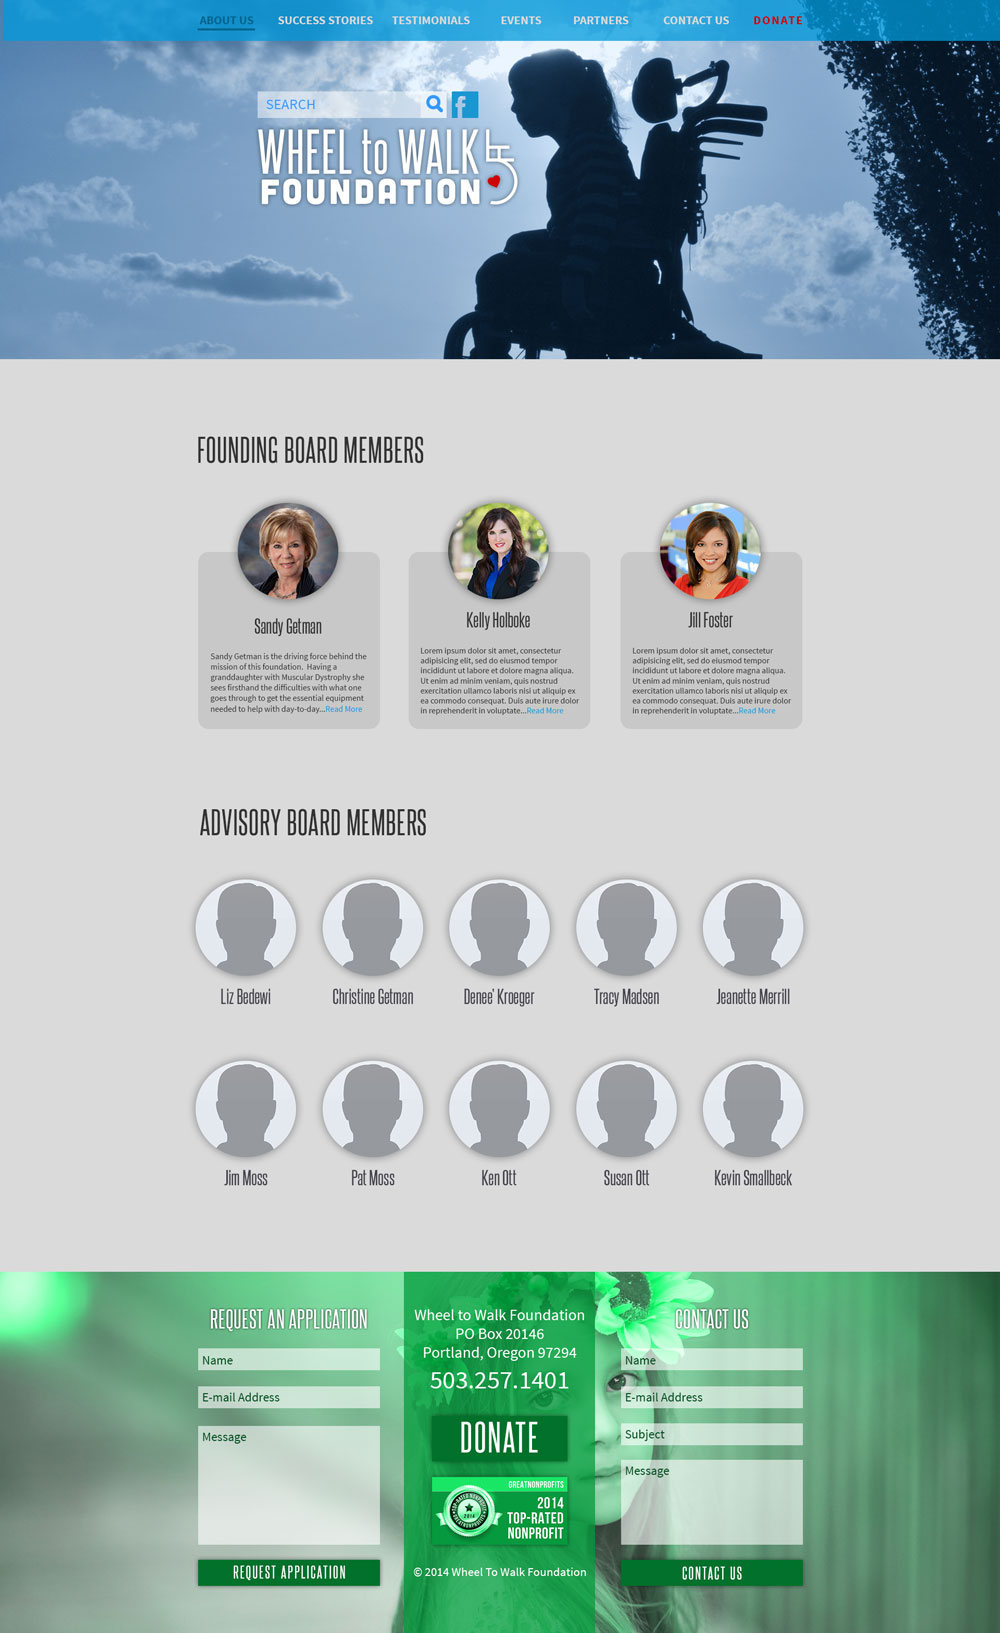 ABOUT US SUCCESS STORIES TESTIMONIALS EVENTS PARTNERS CONTACT US DONATE
SEARCH f
WHEEL to WALK
FOUNDATION
FOUNDING BOARD MEMBERS
Sandy Getman
Sandy Getman is the driving force behind the
mission of this foundation. Having a
granddaughter with Muscular Dystrophy she
sees firsthand the difficulties with what one
goes through to get the essential equipment
needed to help with day-to-day...Read More
Kelly Holboke
Lorem ipsum dolor sit amet, consectetur
adipisicing elit, sed do eiusmod tempor
incididunt ut labore et dolore magna aliqua.
Ut enim ad minim veniam, quis nostrud
exercitation ullamco laboris nisi ut aliquip ex
ea commodo consequat. Duis aute irure dolor
in reprehenderit in voluptate...Read More
Jill Foster
Lorem ipsum dolor sit amet, consectetur
adipisicing elit, sed do eiusmod tempor
incididunt ut labore et dolore magna aliqua.
Ut enim ad minim veniam, quis nostrud
exercitation ullamco laboris nisi ut aliquip ex
ea commodo consequat. Duis aute irure dolor
in reprehenderit in voluptate...Read More
ADVISORY BOARD MEMBERS
Liz Bedewi
Christine Getman
Denee' Kroeger
Tracy Madsen
Jeanette Merrill
Jim Moss
Pat Moss
Ken Ott
Susan Ott
Kevin Smallbeck
REQUEST AN APPLICATION
Name
E-mail Address
Message
REQUEST APPLICATION
Wheel to Walk Foundation
PO Box 20146
Portland, Oregon 97294
503.257.1401
DONATE
GREATNONPROFITS
TOP-RATED NONPROFIT
2014
GREATNONPROFITS
2014
TOP-RATED
NONPROFIT
© 2014 Wheel To Walk Foundation
CONTACT US
Name
E-mail Address
Subject
Message
CONTACT US